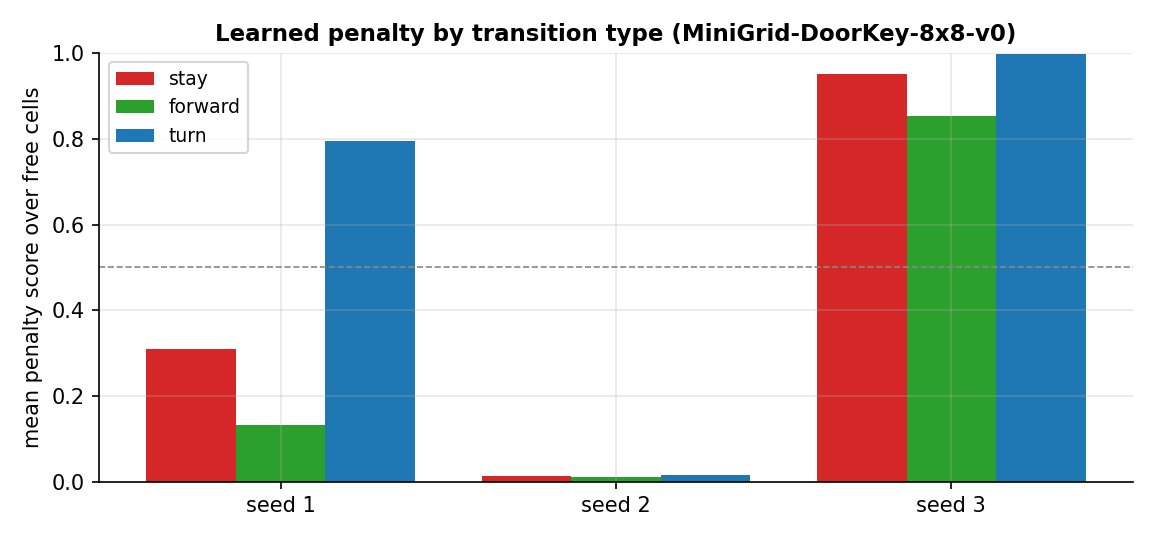 Learned penalty by transition type (MiniGrid-DoorKey-8x8-v0)
mean penalty score over free cells
1.0
0.8
0.6
0.4
0.2
0.0
stay
forward
turn
seed 1
seed 2
seed 3